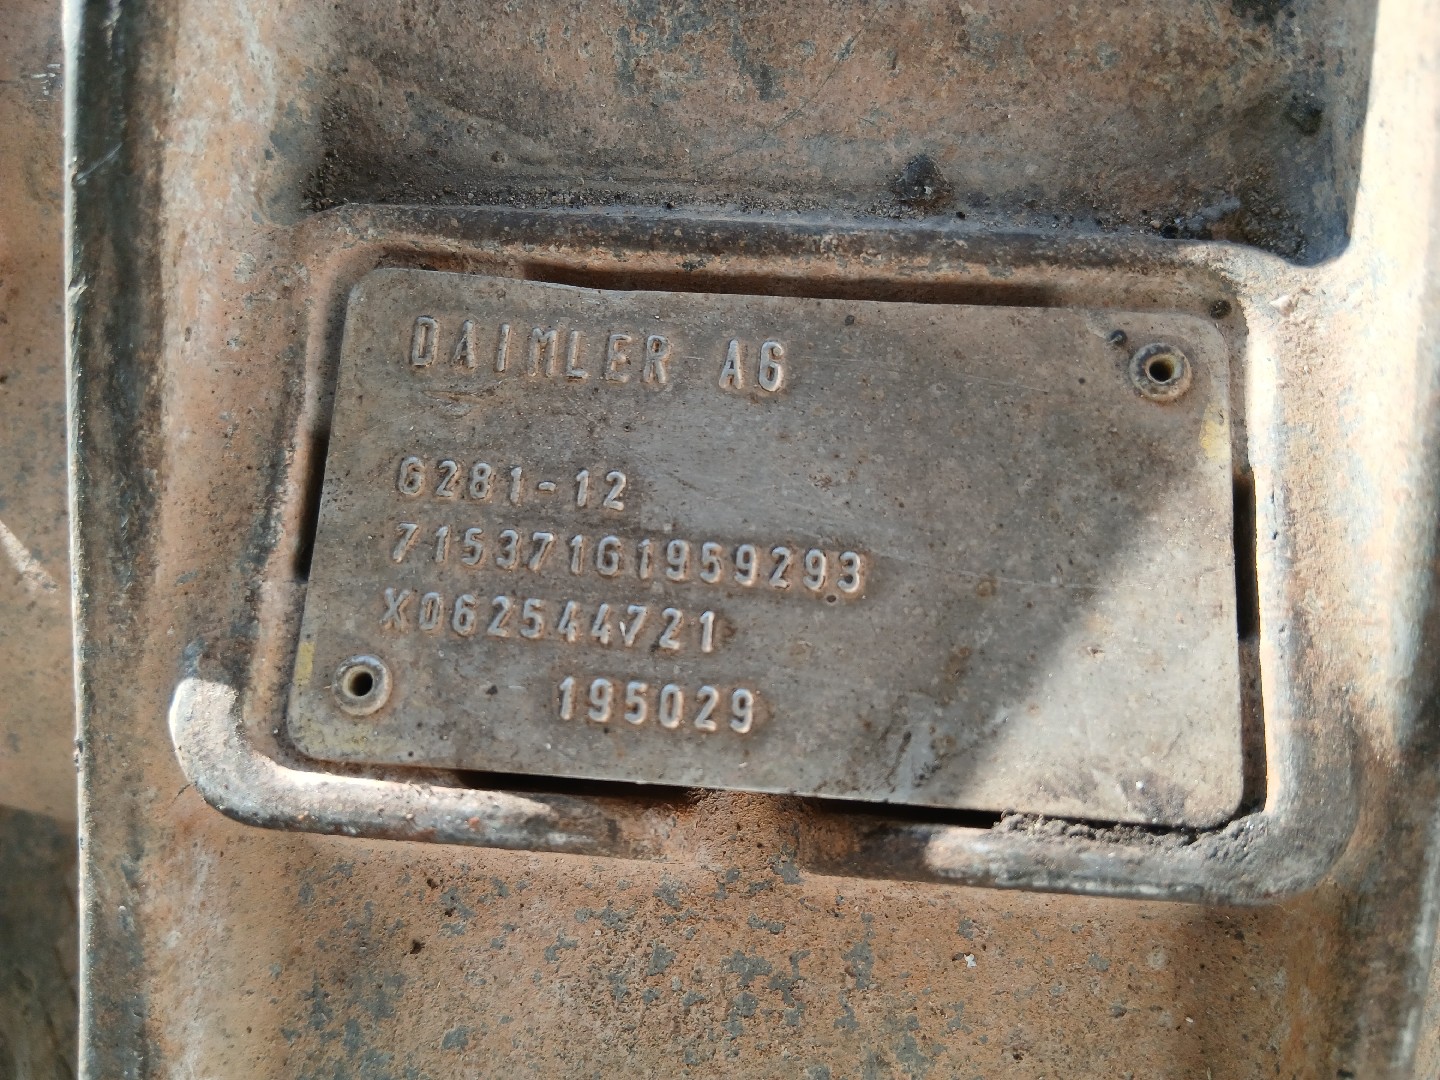 DAIMLER AG
G281-12
715371G1959293
X062544721
195029